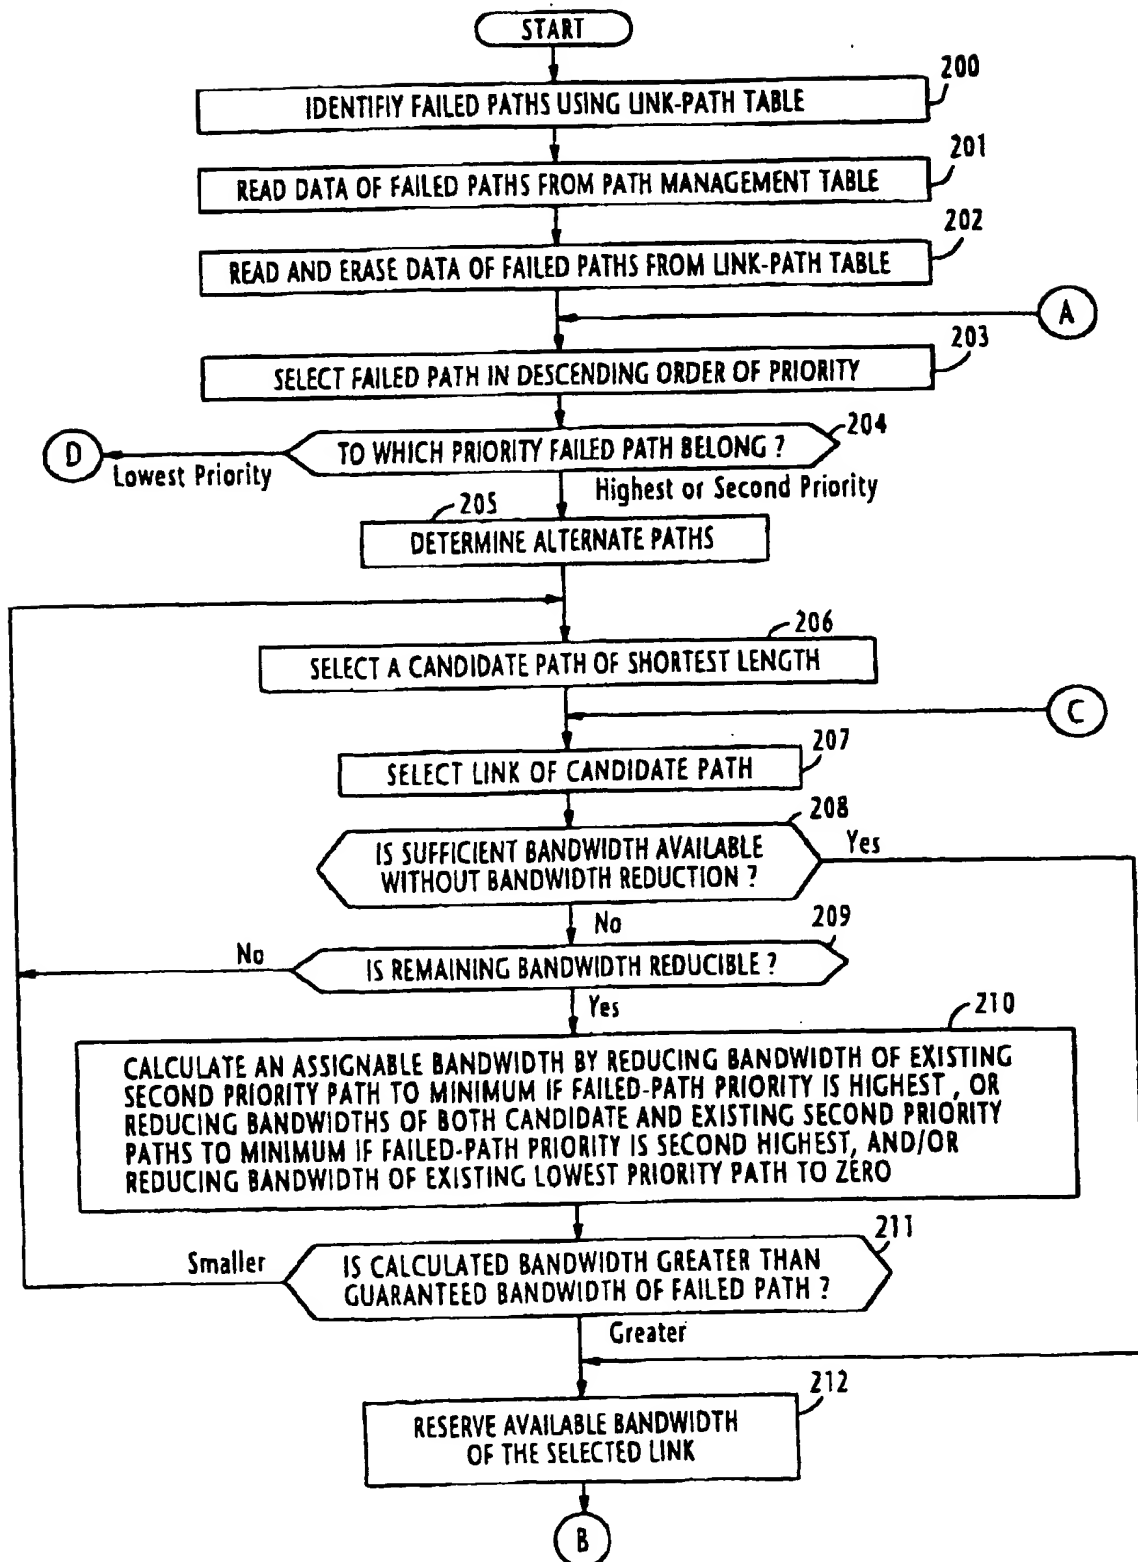 START
200
IDENTIFIY FAILED PATHS USING LINK-PATH TABLE
201
READ DATA OF FAILED PATHS FROM PATH MANAGEMENT TABLE
202
READ AND ERASE DATA OF FAILED PATHS FROM LINK-PATH TABLE
A
203
SELECT FAILED PATH IN DESCENDING ORDER OF PRIORITY
204
D
TO WHICH PRIORITY FAILED PATH BELONG ?
Lowest Priority
Highest or Second Priority
205
DETERMINE ALTERNATE PATHS
206
SELECT A CANDIDATE PATH OF SHORTEST LENGTH
C
207
SELECT LINK OF CANDIDATE PATH
208
IS SUFFICIENT BANDWIDTH AVAILABLE
WITHOUT BANDWIDTH REDUCTION ?
Yes
No
209
No
IS REMAINING BANDWIDTH REDUCIBLE ?
Yes
210
CALCULATE AN ASSIGNABLE BANDWIDTH BY REDUCING BANDWIDTH OF EXISTING
SECOND PRIORITY PATH TO MINIMUM IF FAILED-PATH PRIORITY IS HIGHEST , OR
REDUCING BANDWIDTHS OF BOTH CANDIDATE AND EXISTING SECOND PRIORITY
PATHS TO MINIMUM IF FAILED-PATH PRIORITY IS SECOND HIGHEST, AND/OR
REDUCING BANDWIDTH OF EXISTING LOWEST PRIORITY PATH TO ZERO
211
Smaller
IS CALCULATED BANDWIDTH GREATER THAN
GUARANTEED BANDWIDTH OF FAILED PATH ?
Greater
212
RESERVE AVAILABLE BANDWIDTH
OF THE SELECTED LINK
B